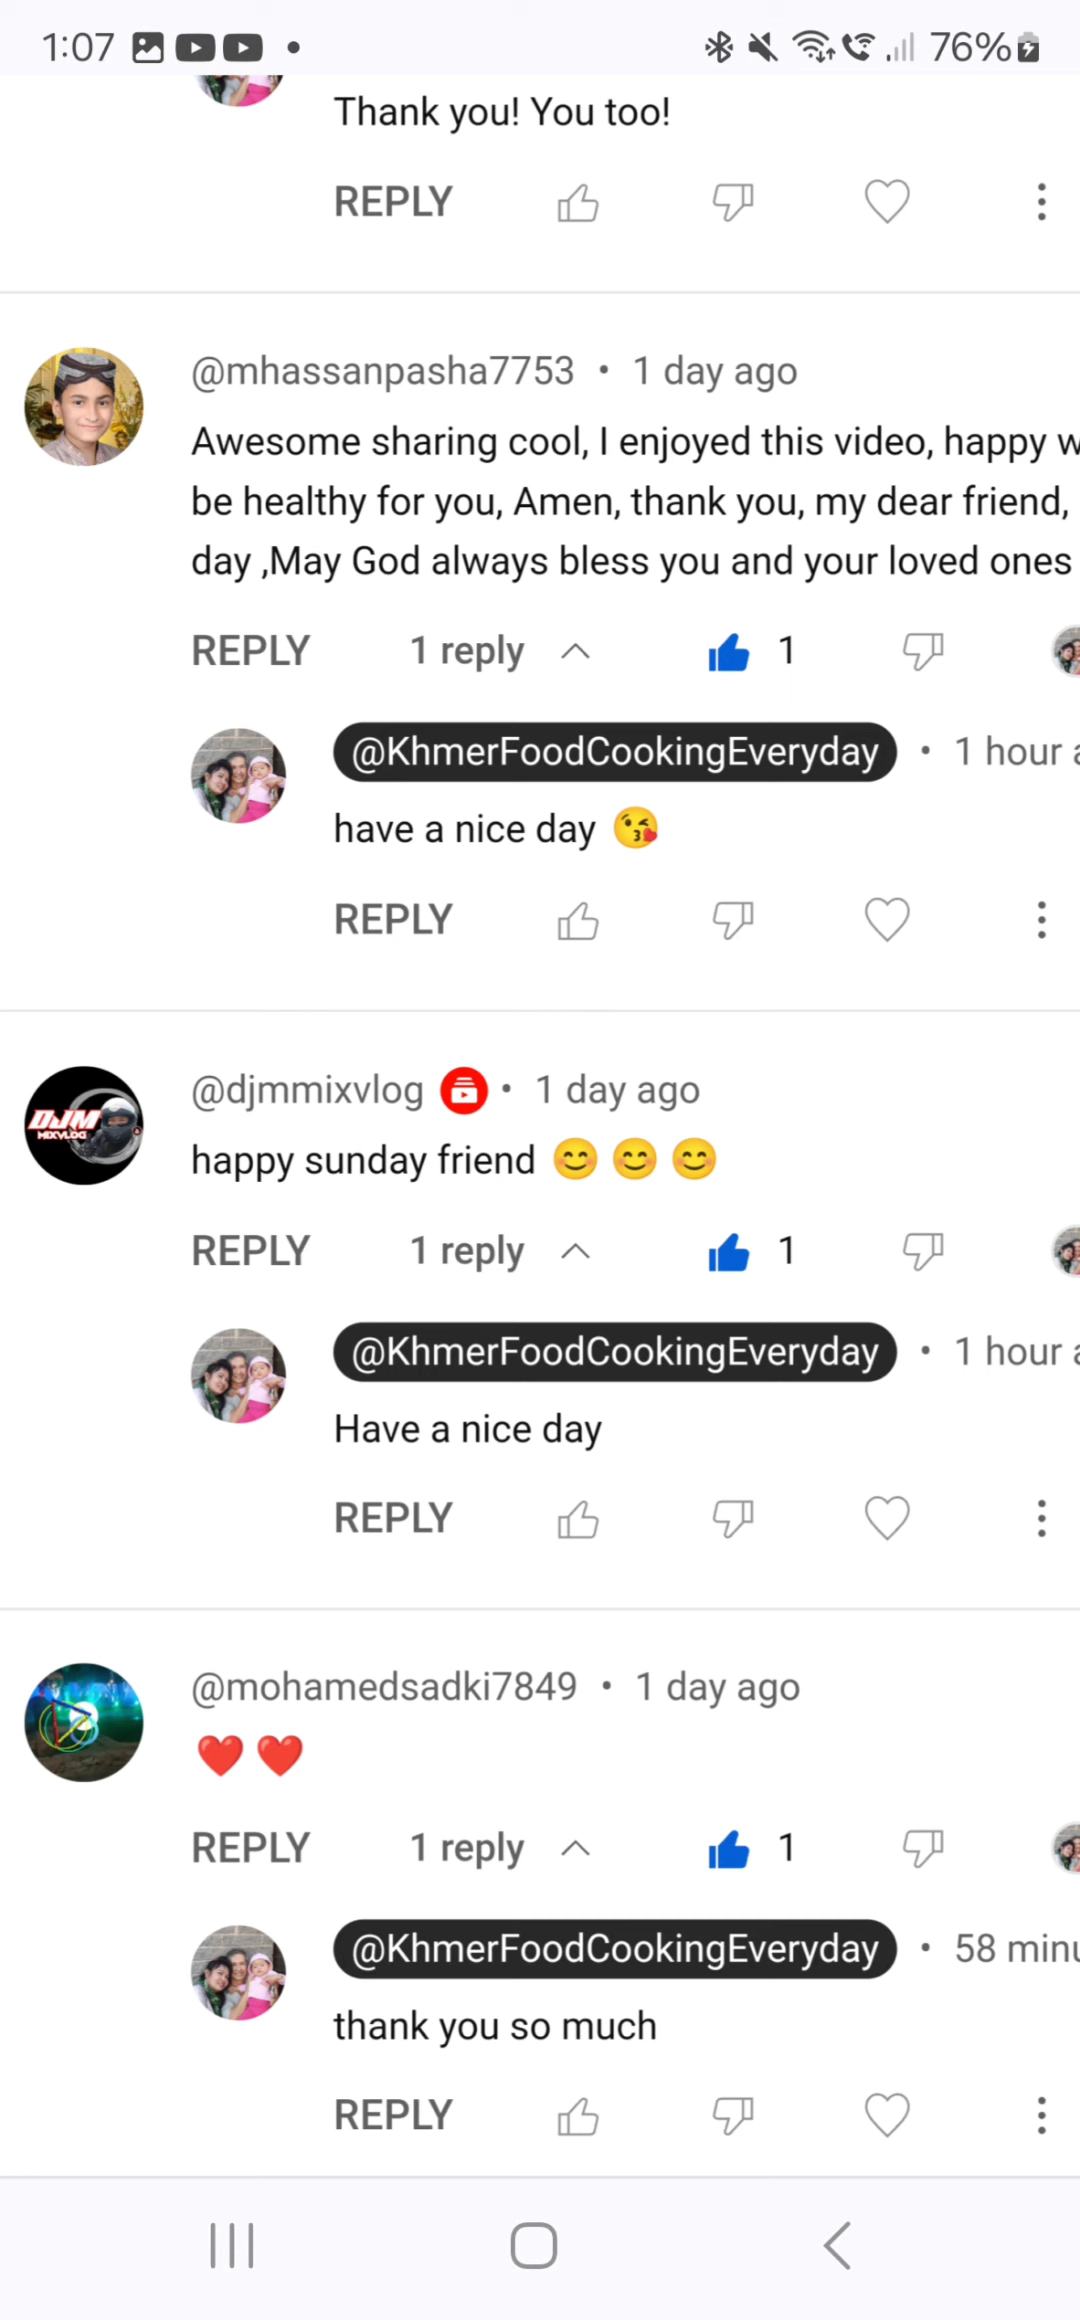 1:07 76%
Thank you! You too!
REPLY
@mhassanpasha7753 • 1 day ago
Awesome sharing cool, I enjoyed this video, happy
be healthy for you, Amen, thank you, my dear friend,
day ,May God always bless you and your loved ones
REPLY 1 reply 1
@KhmerFoodCookingEveryday • 1 hour
have a nice day 😘
REPLY
@djmmixvlog • 1 day ago
DJM
MIXVLOG
happy sunday friend 😊 😊 😊
REPLY 1 reply 1
@KhmerFoodCookingEveryday • 1 hour
Have a nice day
REPLY
@mohamedsadki7849 • 1 day ago
❤️ ❤️
REPLY 1 reply 1
@KhmerFoodCookingEveryday • 58
thank you so much
REPLY